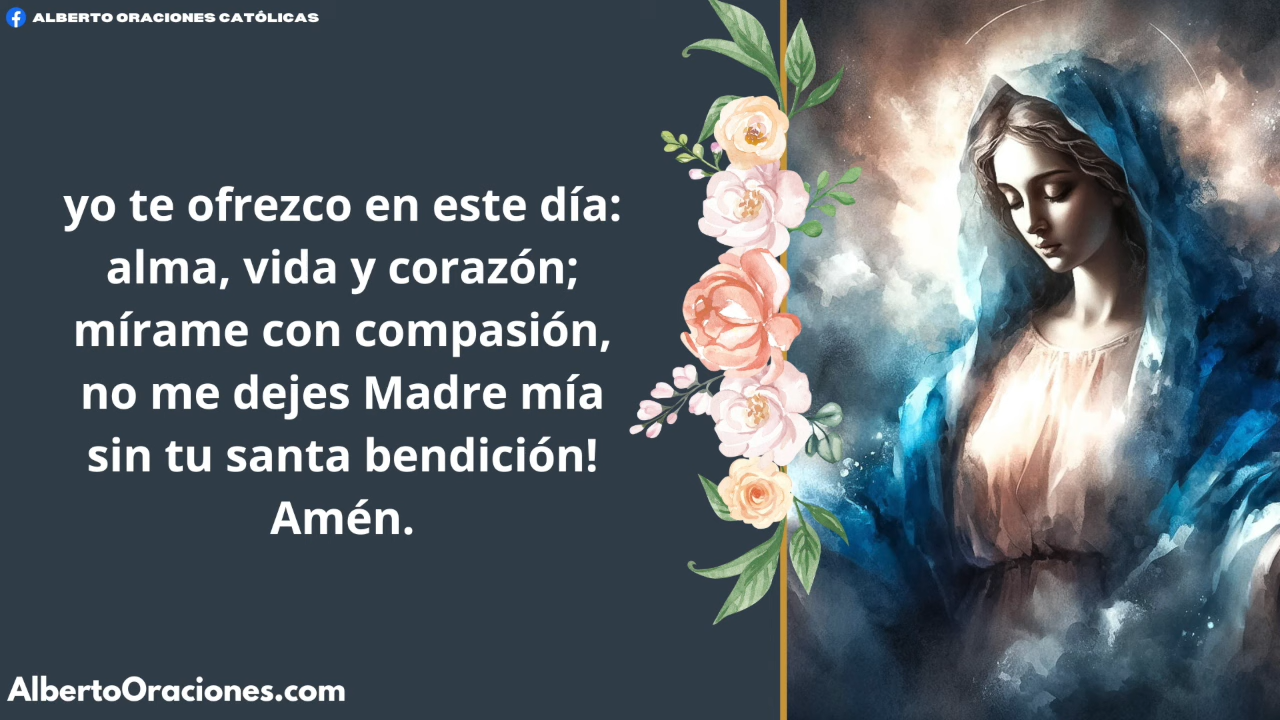 ALBERTO ORACIONES CATÓLICAS
yo te ofrezco en este día:
alma, vida y corazón;
mírame con compasión,
no me dejes Madre mía
sin tu santa bendición!
Amén.
AlbertoOraciones.com